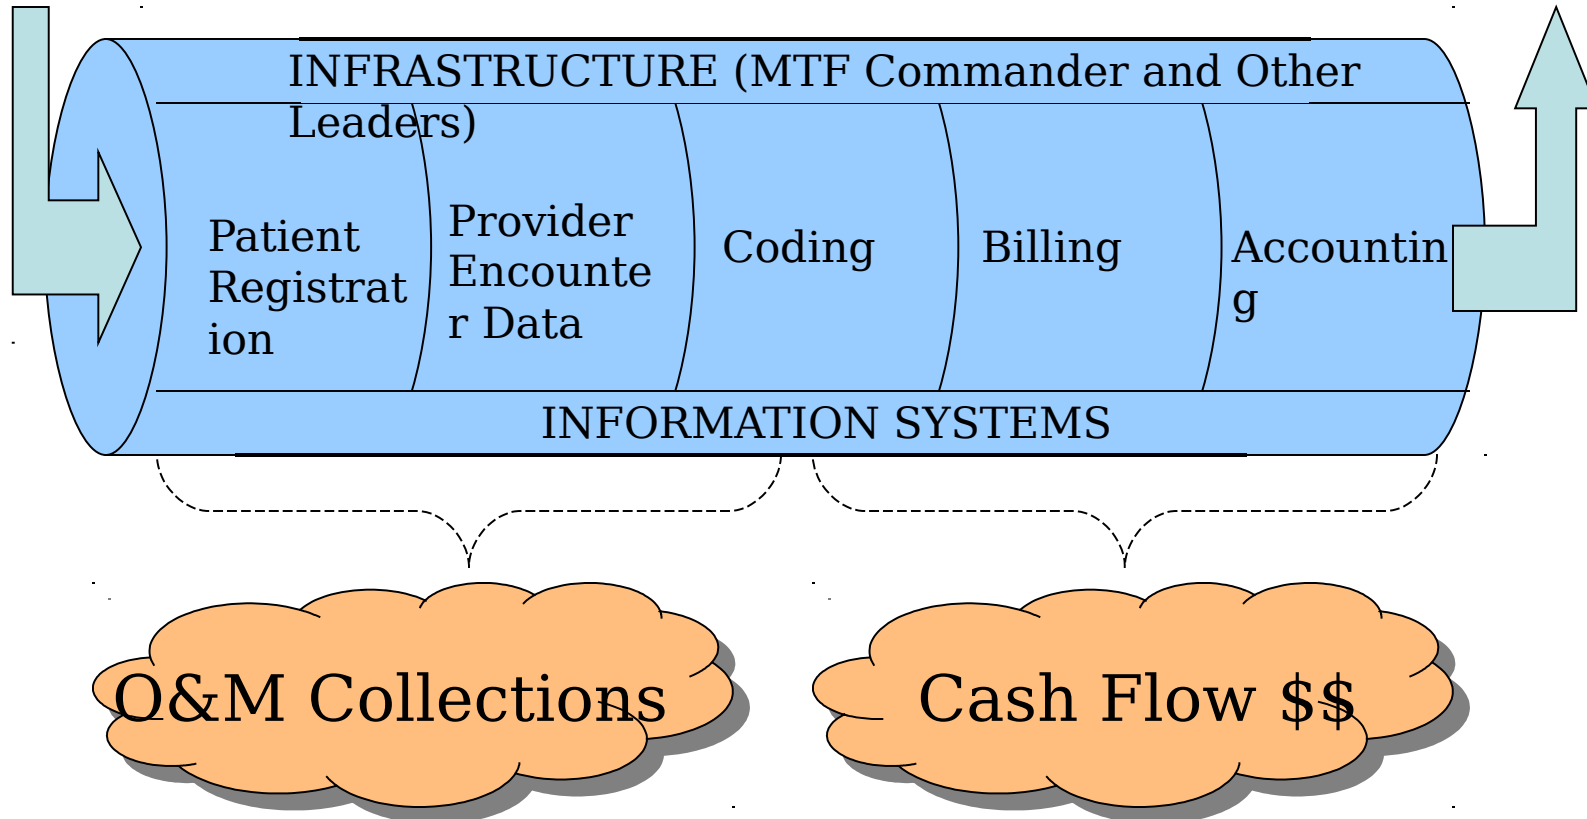 INFRASTRUCTURE (MTF Commander and Other
Leaders)
Patient
Registrat
ion
Provider
Encounte
r Data
Coding
Billing
Accountin
g
INFORMATION SYSTEMS
O&M Collections
Cash Flow $$